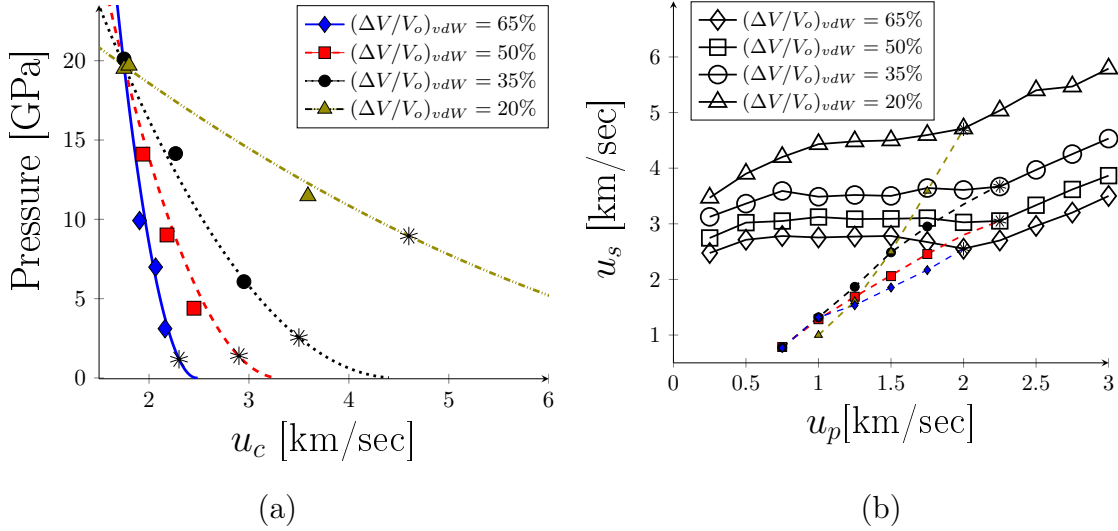 (ΔV/V_o)_{vdW} = 65%
(ΔV/V_o)_{vdW} = 50%
(ΔV/V_o)_{vdW} = 35%
(ΔV/V_o)_{vdW} = 20%
Pressure [GPa]
20
15
10
5
0
2 3 4 5 6
u_c [km/sec]
(a)
(ΔV/V_o)_{vdW} = 65%
(ΔV/V_o)_{vdW} = 50%
(ΔV/V_o)_{vdW} = 35%
(ΔV/V_o)_{vdW} = 20%
u_s [km/sec]
6
5
4
3
2
1
0 0.5 1 1.5 2 2.5 3
u_p[km/sec]
(b)